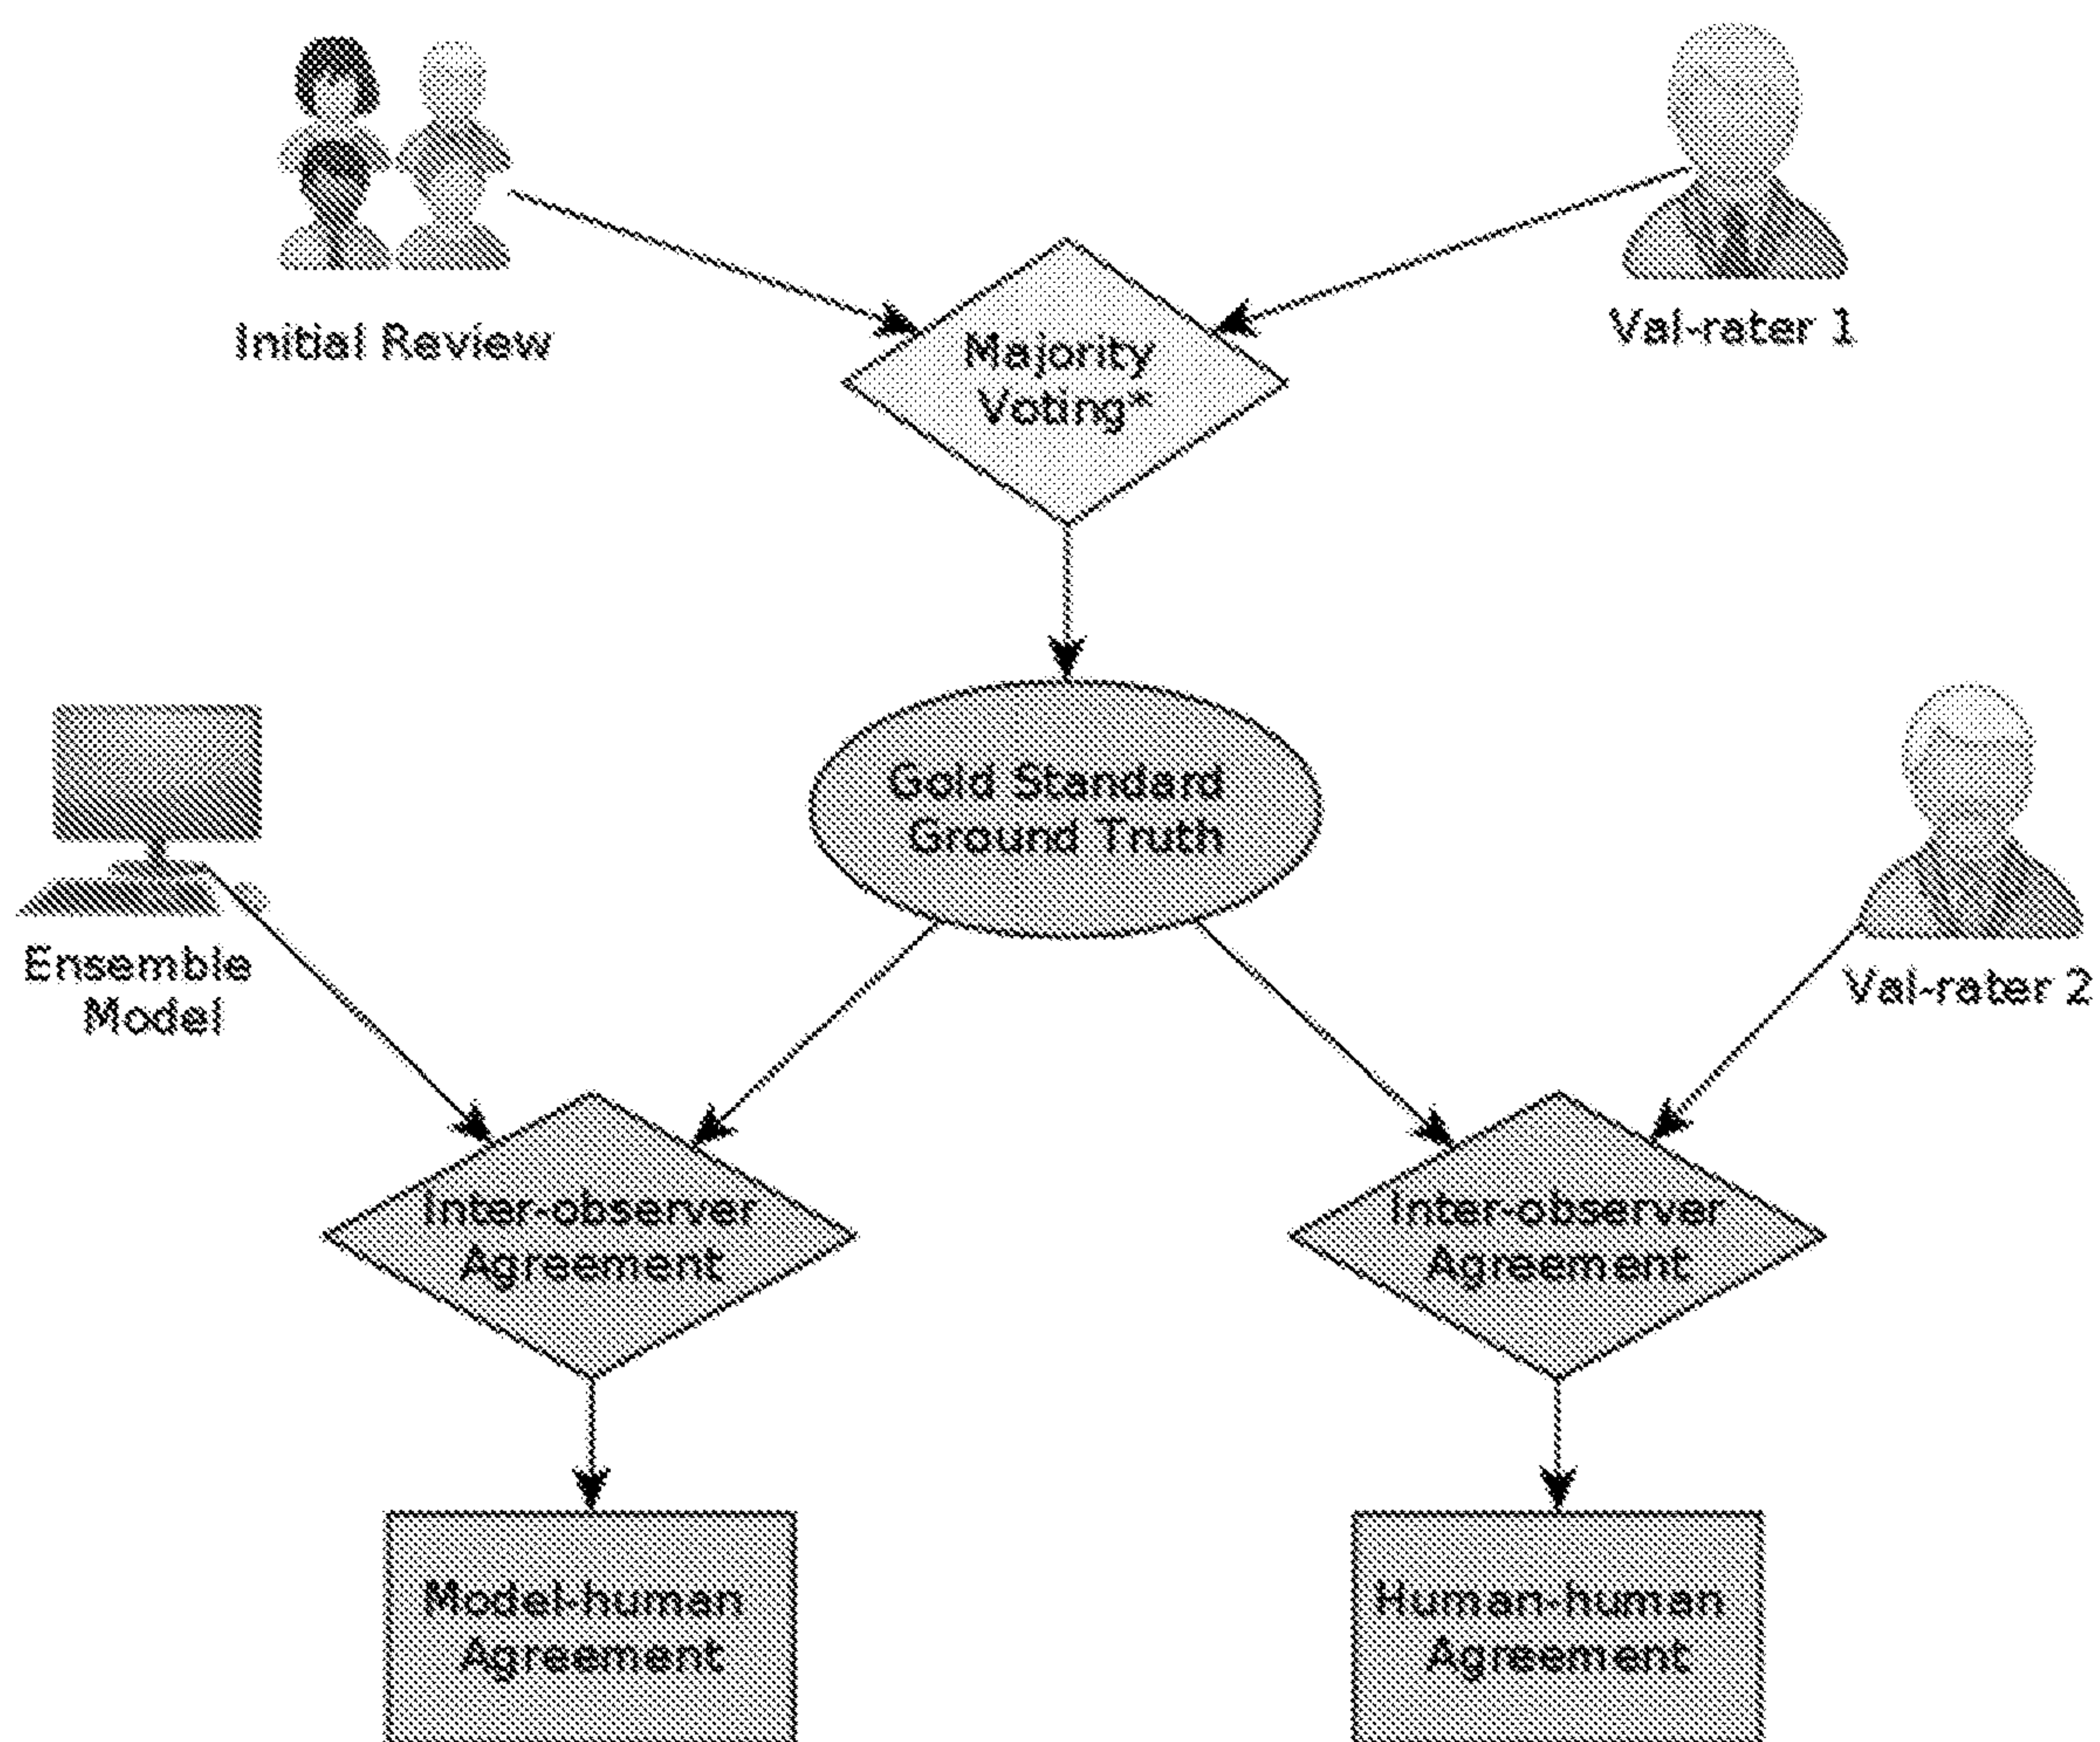 Initial Review
Val-rater 1
Majority
Voting*
Gold Standard
Ground Truth
Ensemble
Model
Val-rater 2
Inter-observer
Agreement
Inter-observer
Agreement
Model-human
Agreement
Human-human
Agreement